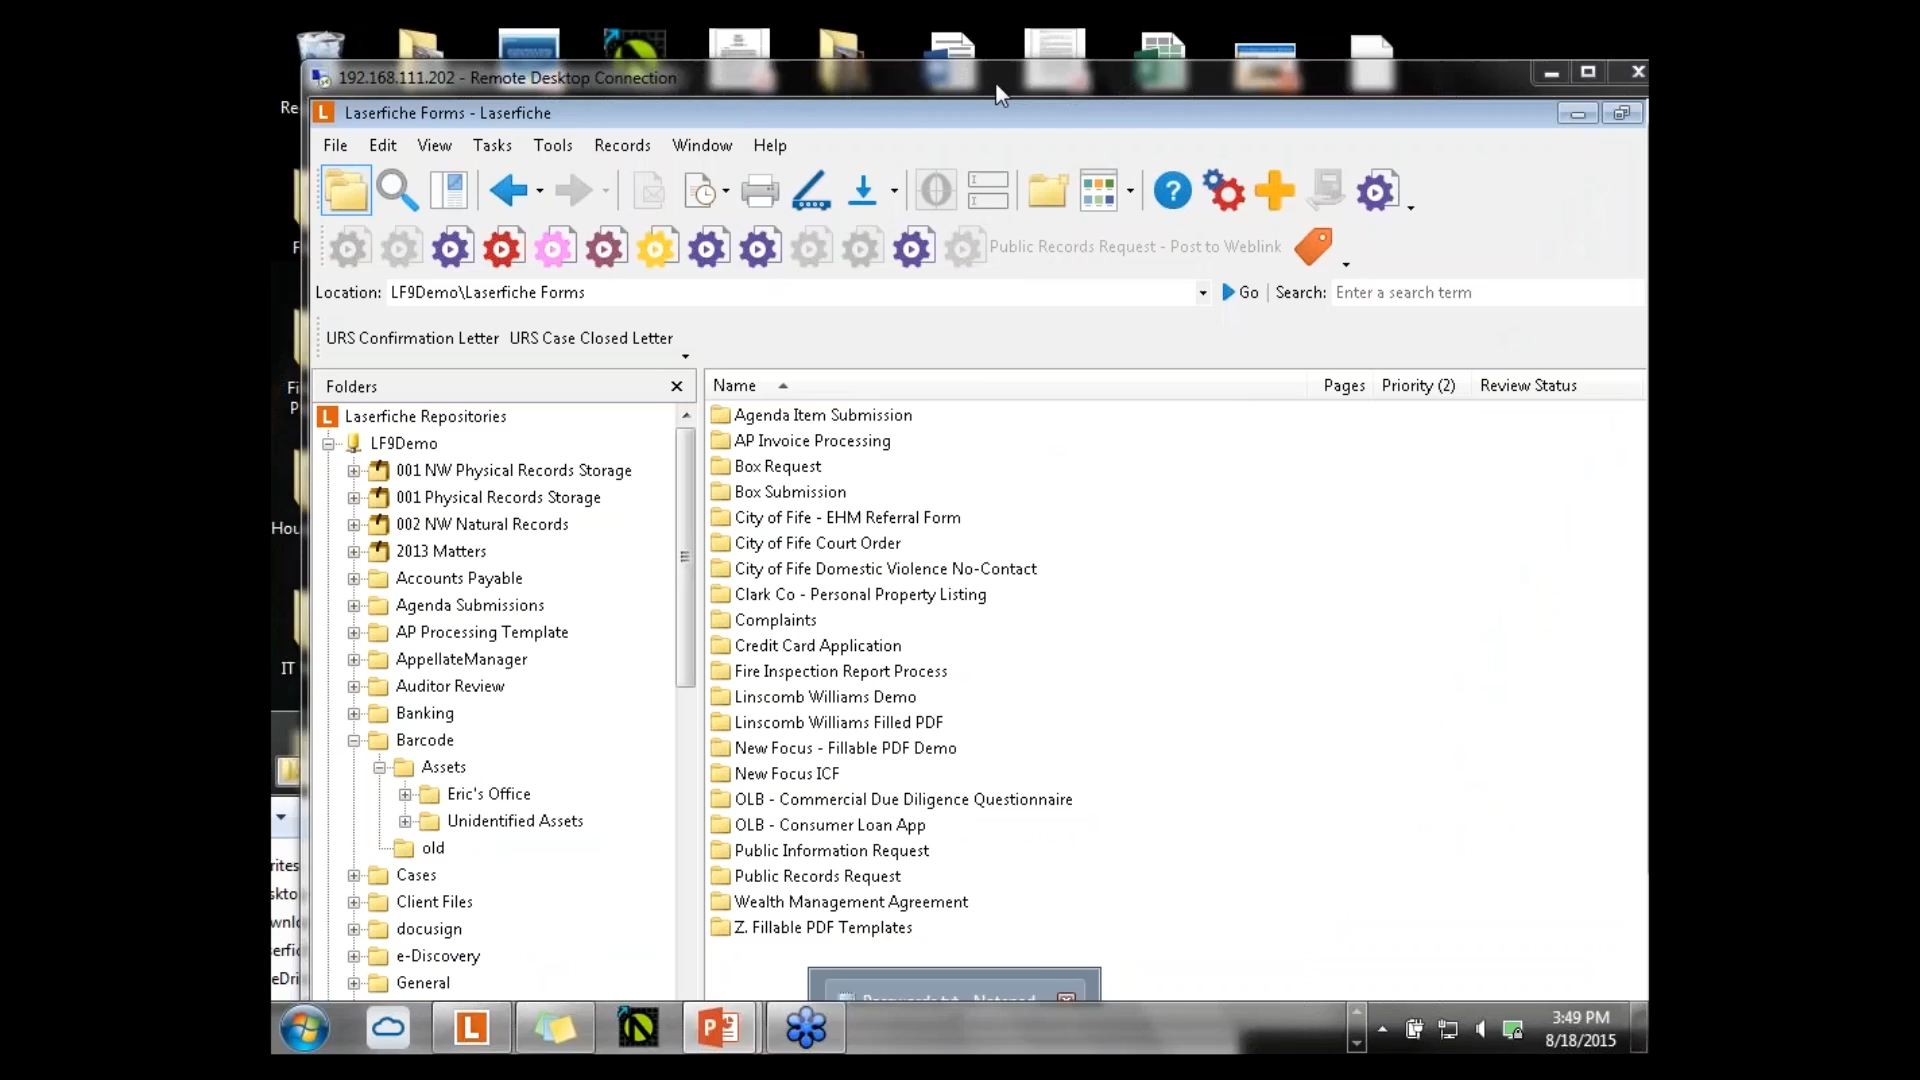 192.168.111.202 - Remote Desktop Connection
Re
Laserfiche Forms - Laserfiche
File Edit View Tasks Tools Records Window Help
Public Records Request - Post to Weblink
Location: LF9Demo\Laserfiche Forms Go Search: Enter a search term
URS Confirmation Letter URS Case Closed Letter
Folders
Laserfiche Repositories
LF9Demo
001 NW Physical Records Storage
001 Physical Records Storage
002 NW Natural Records
2013 Matters
Accounts Payable
Agenda Submissions
AP Processing Template
AppellateManager
Auditor Review
Banking
Barcode
Assets
Eric's Office
Unidentified Assets
old
Cases
Client Files
docusign
e-Discovery
General
Name Pages Priority (2) Review Status
Agenda Item Submission
AP Invoice Processing
Box Request
Box Submission
City of Fife - EHM Referral Form
City of Fife Court Order
City of Fife Domestic Violence No-Contact
Clark Co - Personal Property Listing
Complaints
Credit Card Application
Fire Inspection Report Process
Linscomb Williams Demo
Linscomb Williams Filled PDF
New Focus - Fillable PDF Demo
New Focus ICF
OLB - Commercial Due Diligence Questionnaire
OLB - Consumer Loan App
Public Information Request
Public Records Request
Wealth Management Agreement
Z. Fillable PDF Templates
Hou
IT
3:49 PM
8/18/2015